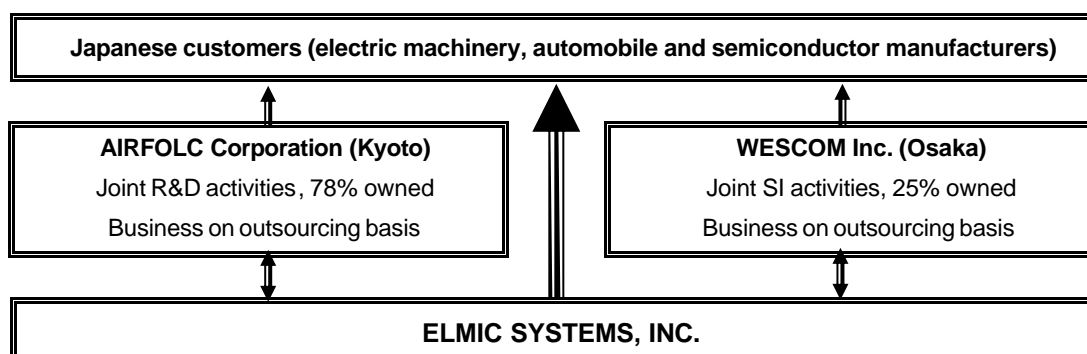 Japanese customers (electric machinery, automobile and semiconductor manufacturers)
AIRFOLC Corporation (Kyoto)
Joint R&D activities, 78% owned
Business on outsourcing basis
WESCOM Inc. (Osaka)
Joint SI activities, 25% owned
Business on outsourcing basis
ELMIC SYSTEMS, INC.